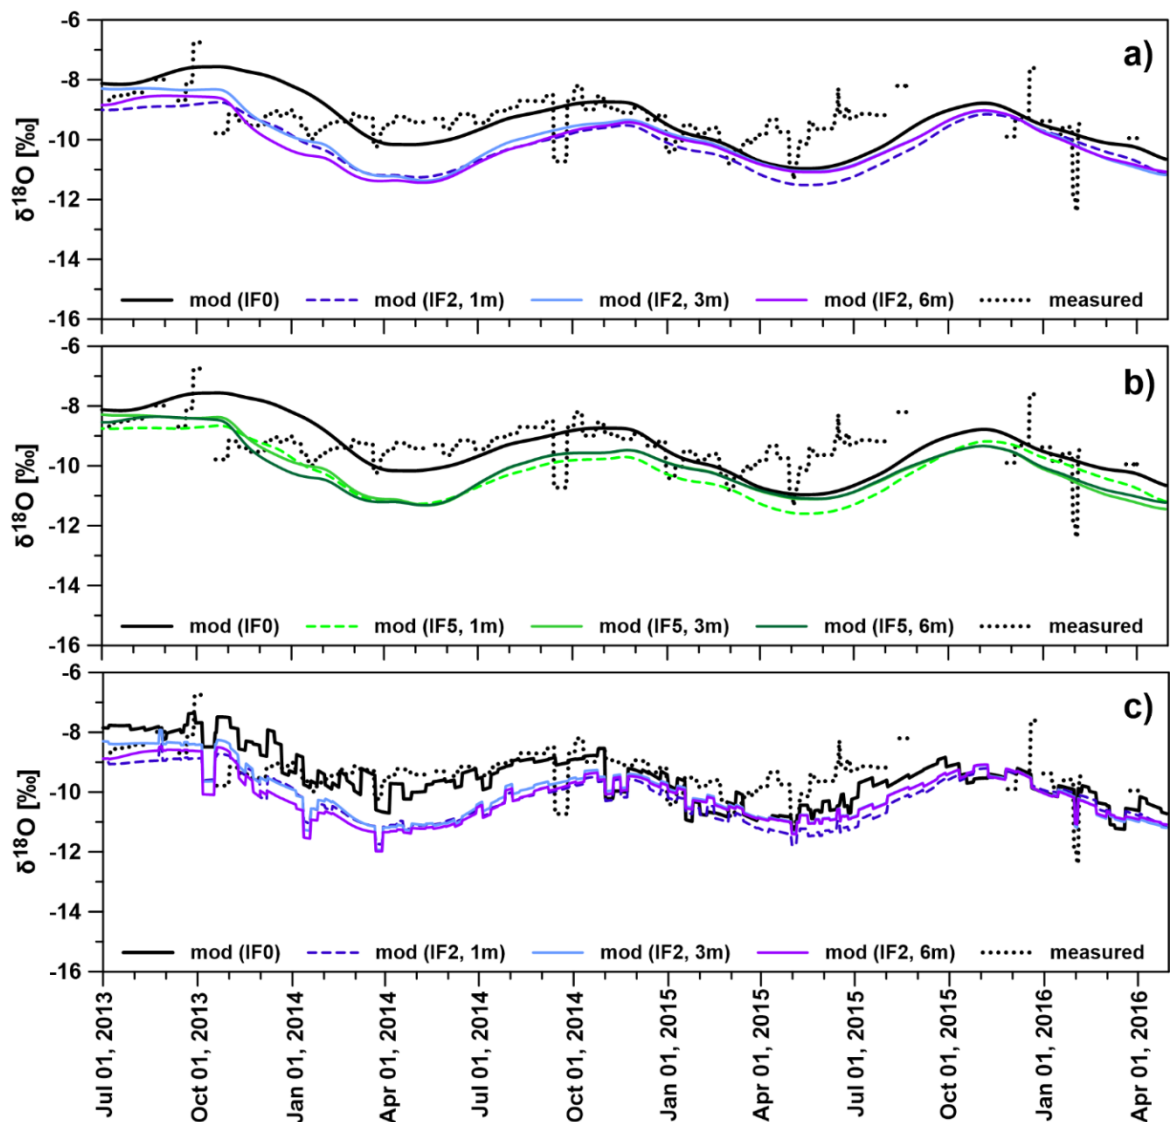 a)
δ18O [‰]
-6
-8
-10
-12
-14
-16
mod (IF0) mod (IF2, 1m) mod (IF2, 3m) mod (IF2, 6m) measured
b)
δ18O [‰]
-6
-8
-10
-12
-14
-16
mod (IF0) mod (IF5, 1m) mod (IF5, 3m) mod (IF5, 6m) measured
c)
δ18O [‰]
-6
-8
-10
-12
-14
-16
mod (IF0) mod (IF2, 1m) mod (IF2, 3m) mod (IF2, 6m) measured
Jul 01, 2013
Oct 01, 2013
Jan 01, 2014
Apr 01, 2014
Jul 01, 2014
Oct 01, 2014
Jan 01, 2015
Apr 01, 2015
Jul 01, 2015
Oct 01, 2015
Jan 01, 2016
Apr 01, 2016